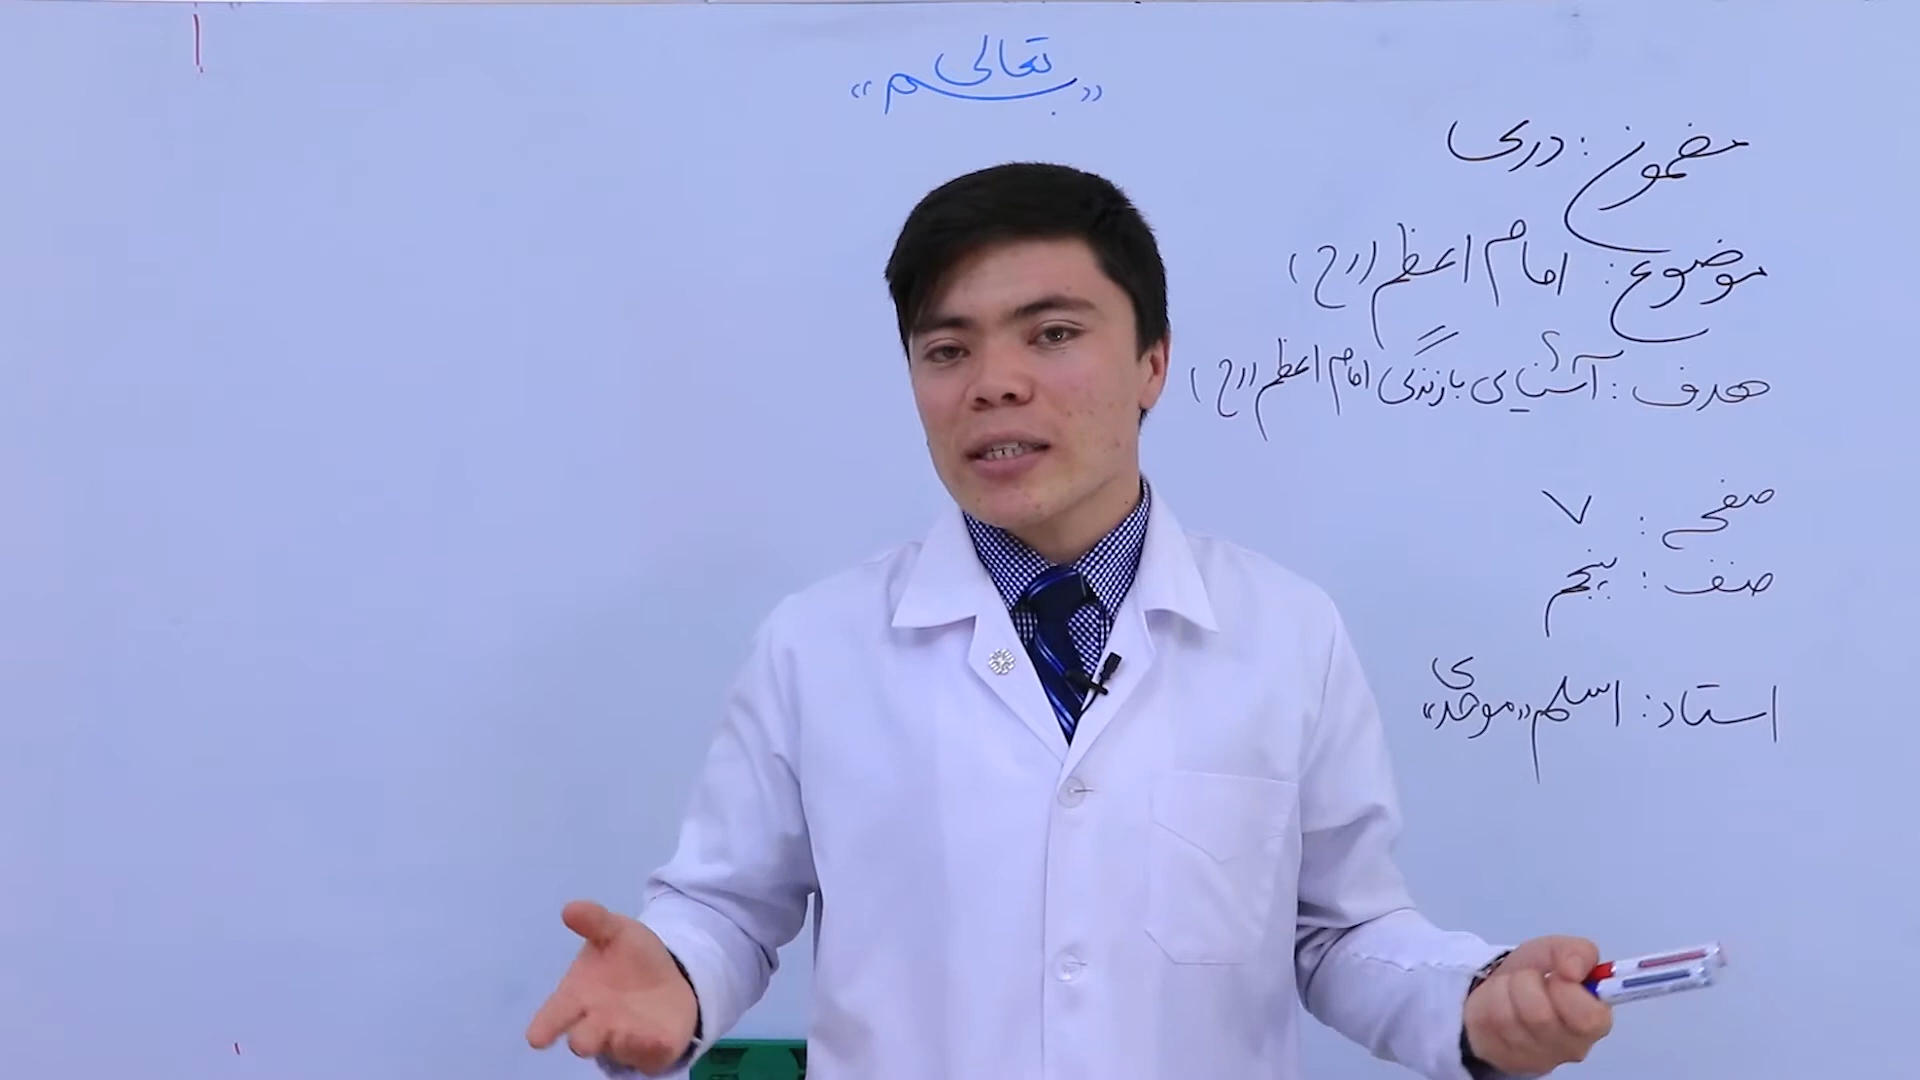 «بسم تعالی»
مضمون: دری
موضوع: امام اعظم (رح)
هدف: آشنایی با زندگی امام اعظم (رح)
صفحه: ۷
صنف: پنجم
استاد: اسلم «موحدی»